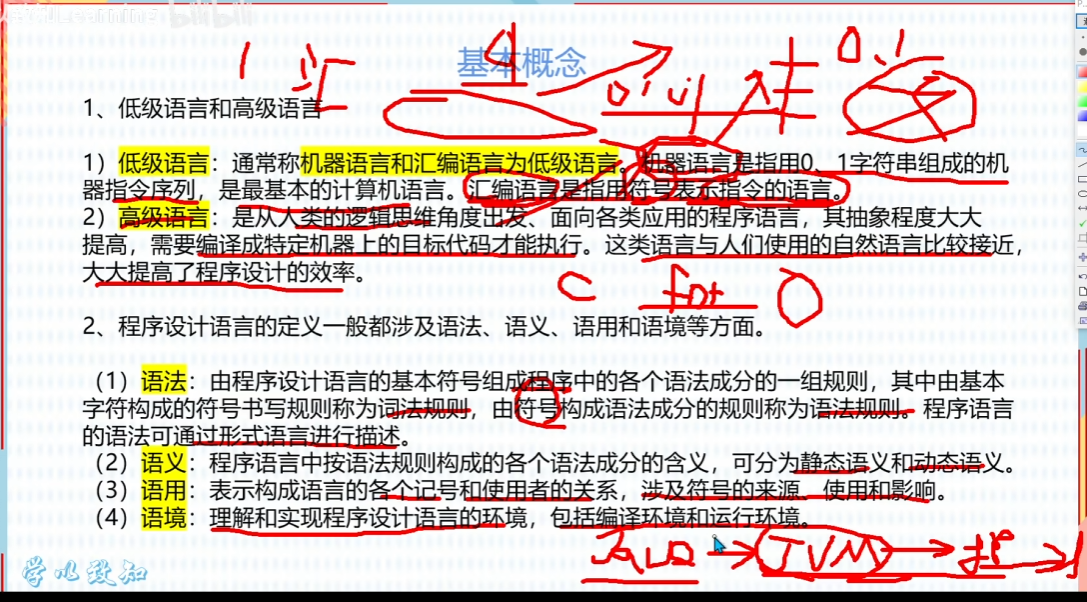 bilibili
基本概念
1、低级语言和高级语言
1）低级语言：通常称机器语言和汇编语言为低级语言。机器语言是指用0、1字符串组成的机
器指令序列，是最基本的计算机语言。汇编语言是指用符号表示指令的语言。
2）高级语言：是从人类的逻辑思维角度出发、面向各类应用的程序语言，其抽象程度大大
提高，需要编译成特定机器上的目标代码才能执行。这类语言与人们使用的自然语言比较接近，
大大提高了程序设计的效率。
2、程序设计语言的定义一般都涉及语法、语义、语用和语境等方面。
（1）语法：由程序设计语言的基本符号组成程序中的各个语法成分的一组规则，其中由基本
字符构成的符号书写规则称为词法规则，由符号构成语法成分的规则称为语法规则。程序语言
的语法可通过形式语言进行描述。
（2）语义：程序语言中按语法规则构成的各个语法成分的含义，可分为静态语义和动态语义。
（3）语用：表示构成语言的各个记号和使用者的关系，涉及符号的来源、使用和影响。
（4）语境：理解和实现程序设计语言的环境，包括编译环境和运行环境。
学以致知